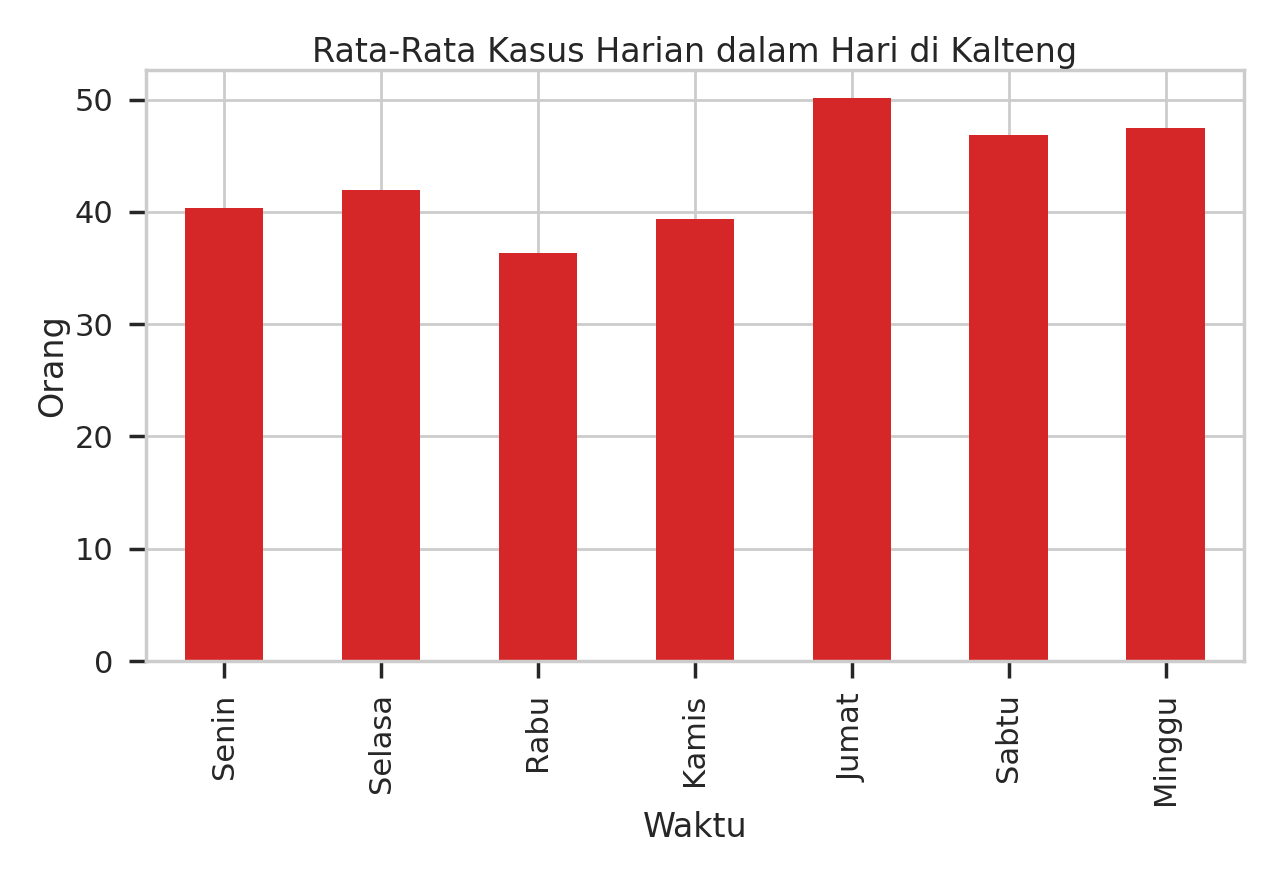 Rata-Rata Kasus Harian dalam Hari di Kalteng
Orang
50
40
30
20
10
0
Senin
Selasa
Rabu
Kamis
Jumat
Sabtu
Minggu
Waktu